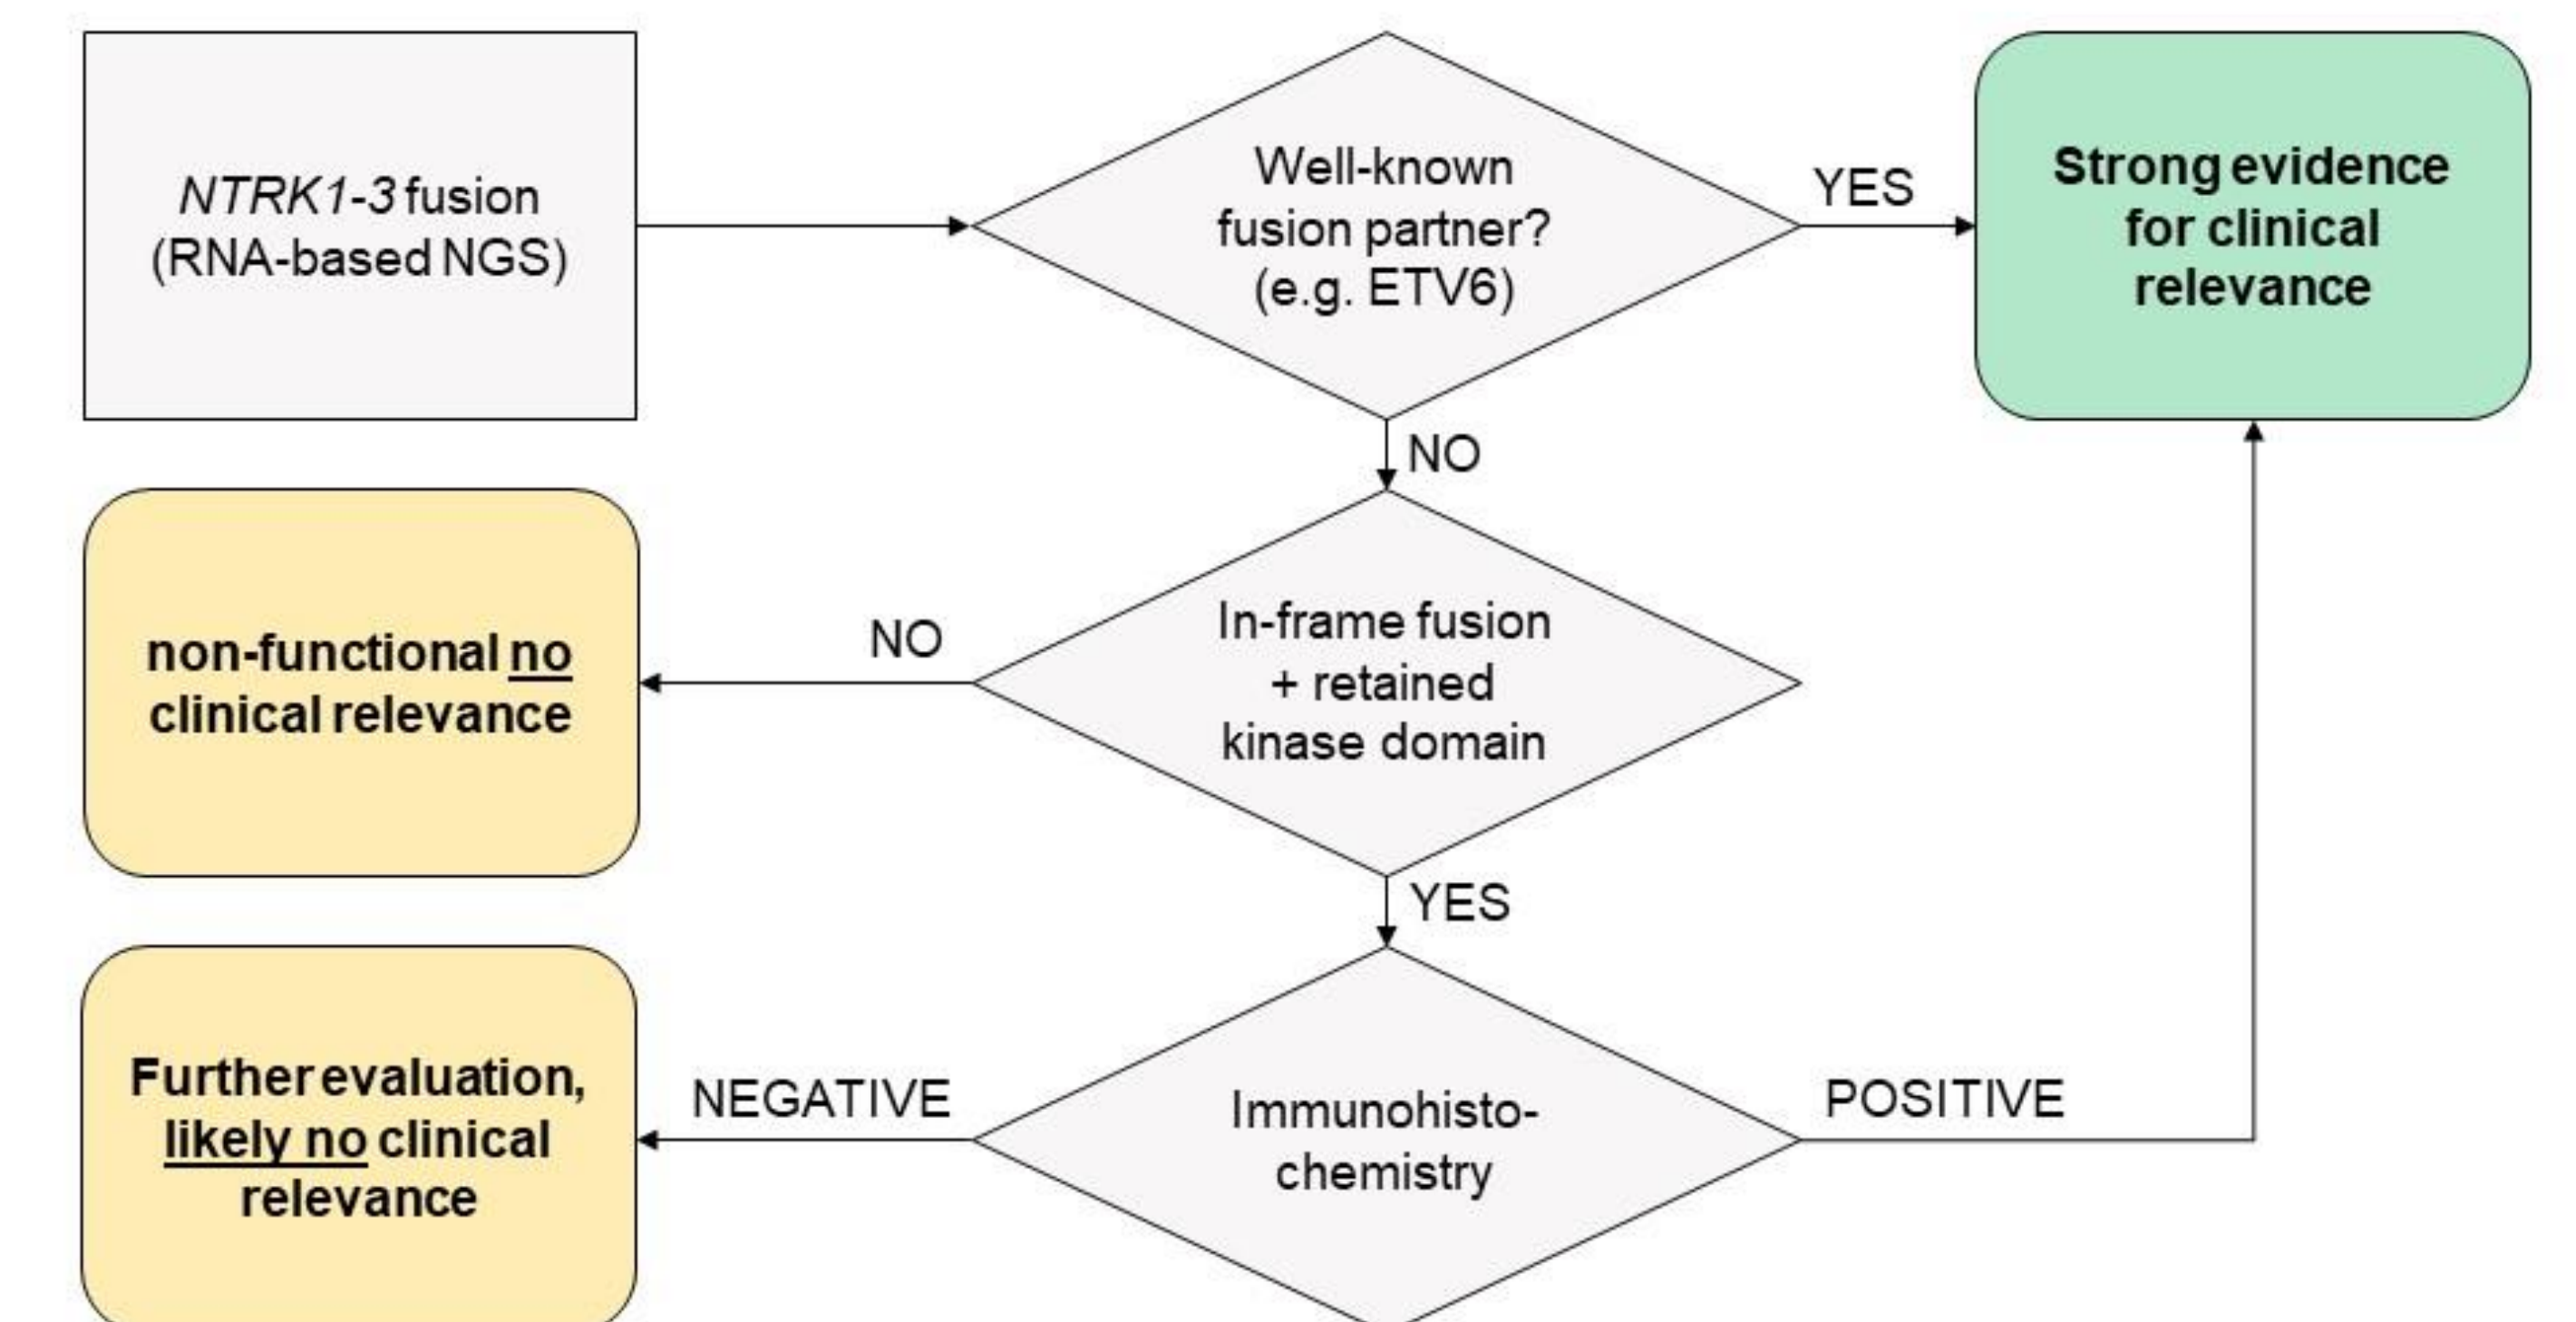 NTRK1-3 fusion
(RNA-based NGS)
Well-known
fusion partner?
(e.g. ETV6)
YES
Strong evidence
for clinical
relevance
NO
non-functional no
clinical relevance
NO
In-frame fusion
+ retained
kinase domain
YES
Further evaluation,
likely no clinical
relevance
NEGATIVE
Immunohisto-
chemistry
POSITIVE